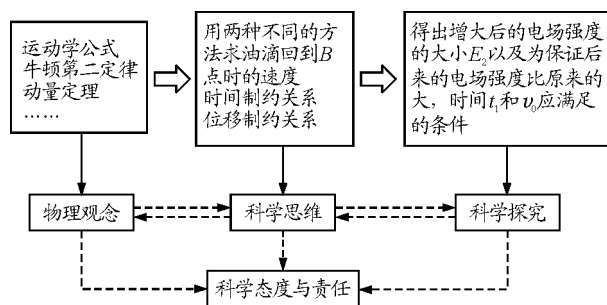 运动学公式
牛顿第二定律
动量定理
……
用两种不同的方
法求油滴回到B
点时的速度
时间制约关系
位移制约关系
得出增大后的电场强度
的大小E₂以及为保证后
来的电场强度比原来的
大，时间t₁和v₀应满足
的条件
物理观念
科学思维
科学探究
科学态度与责任